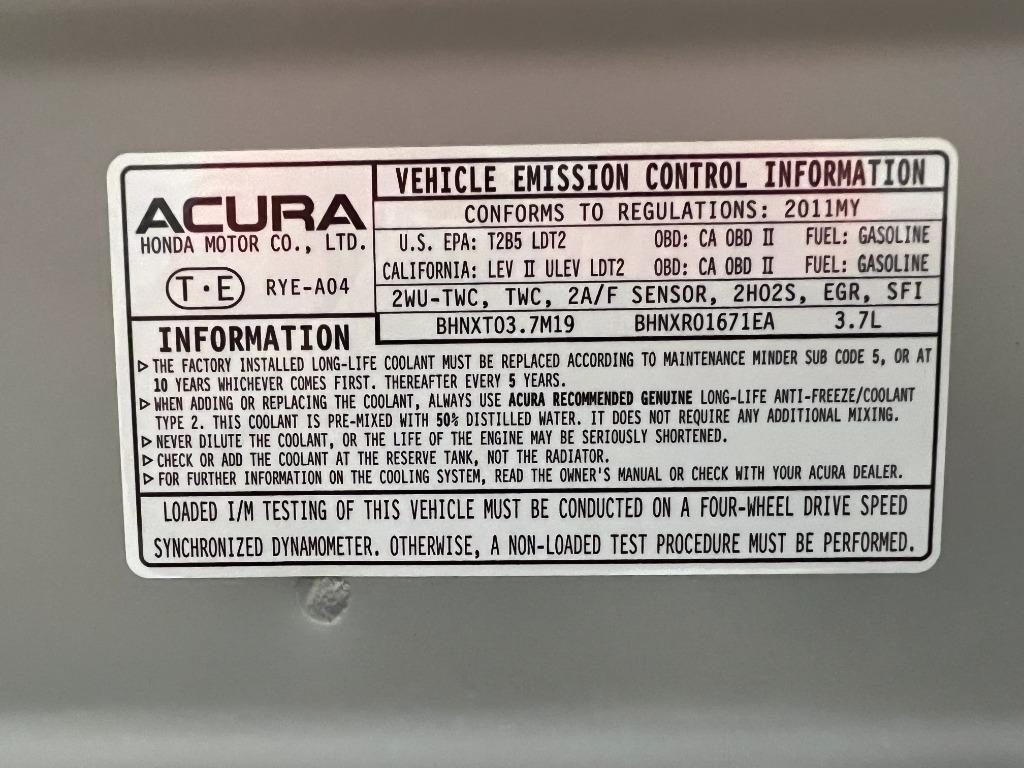 ACURA
HONDA MOTOR CO., LTD.
T·E RYE-A04
VEHICLE EMISSION CONTROL INFORMATION
CONFORMS TO REGULATIONS: 2011MY
U.S. EPA: T2B5 LDT2 OBD: CA OBD II FUEL: GASOLINE
CALIFORNIA: LEV II ULEV LDT2 OBD: CA OBD II FUEL: GASOLINE
2WU-TWC, TWC, 2A/F SENSOR, 2HO2S, EGR, SFI
BHNXT03.7M19 BHNXR01671EA 3.7L
INFORMATION
▷ THE FACTORY INSTALLED LONG-LIFE COOLANT MUST BE REPLACED ACCORDING TO MAINTENANCE MINDER SUB CODE 5, OR AT
10 YEARS WHICHEVER COMES FIRST. THEREAFTER EVERY 5 YEARS.
▷ WHEN ADDING OR REPLACING THE COOLANT, ALWAYS USE ACURA RECOMMENDED GENUINE LONG-LIFE ANTI-FREEZE/COOLANT
TYPE 2. THIS COOLANT IS PRE-MIXED WITH 50% DISTILLED WATER. IT DOES NOT REQUIRE ANY ADDITIONAL MIXING.
▷ NEVER DILUTE THE COOLANT, OR THE LIFE OF THE ENGINE MAY BE SERIOUSLY SHORTENED.
▷ CHECK OR ADD THE COOLANT AT THE RESERVE TANK, NOT THE RADIATOR.
▷ FOR FURTHER INFORMATION ON THE COOLING SYSTEM, READ THE OWNER'S MANUAL OR CHECK WITH YOUR ACURA DEALER.
LOADED I/M TESTING OF THIS VEHICLE MUST BE CONDUCTED ON A FOUR-WHEEL DRIVE SPEED
SYNCHRONIZED DYNAMOMETER. OTHERWISE, A NON-LOADED TEST PROCEDURE MUST BE PERFORMED.